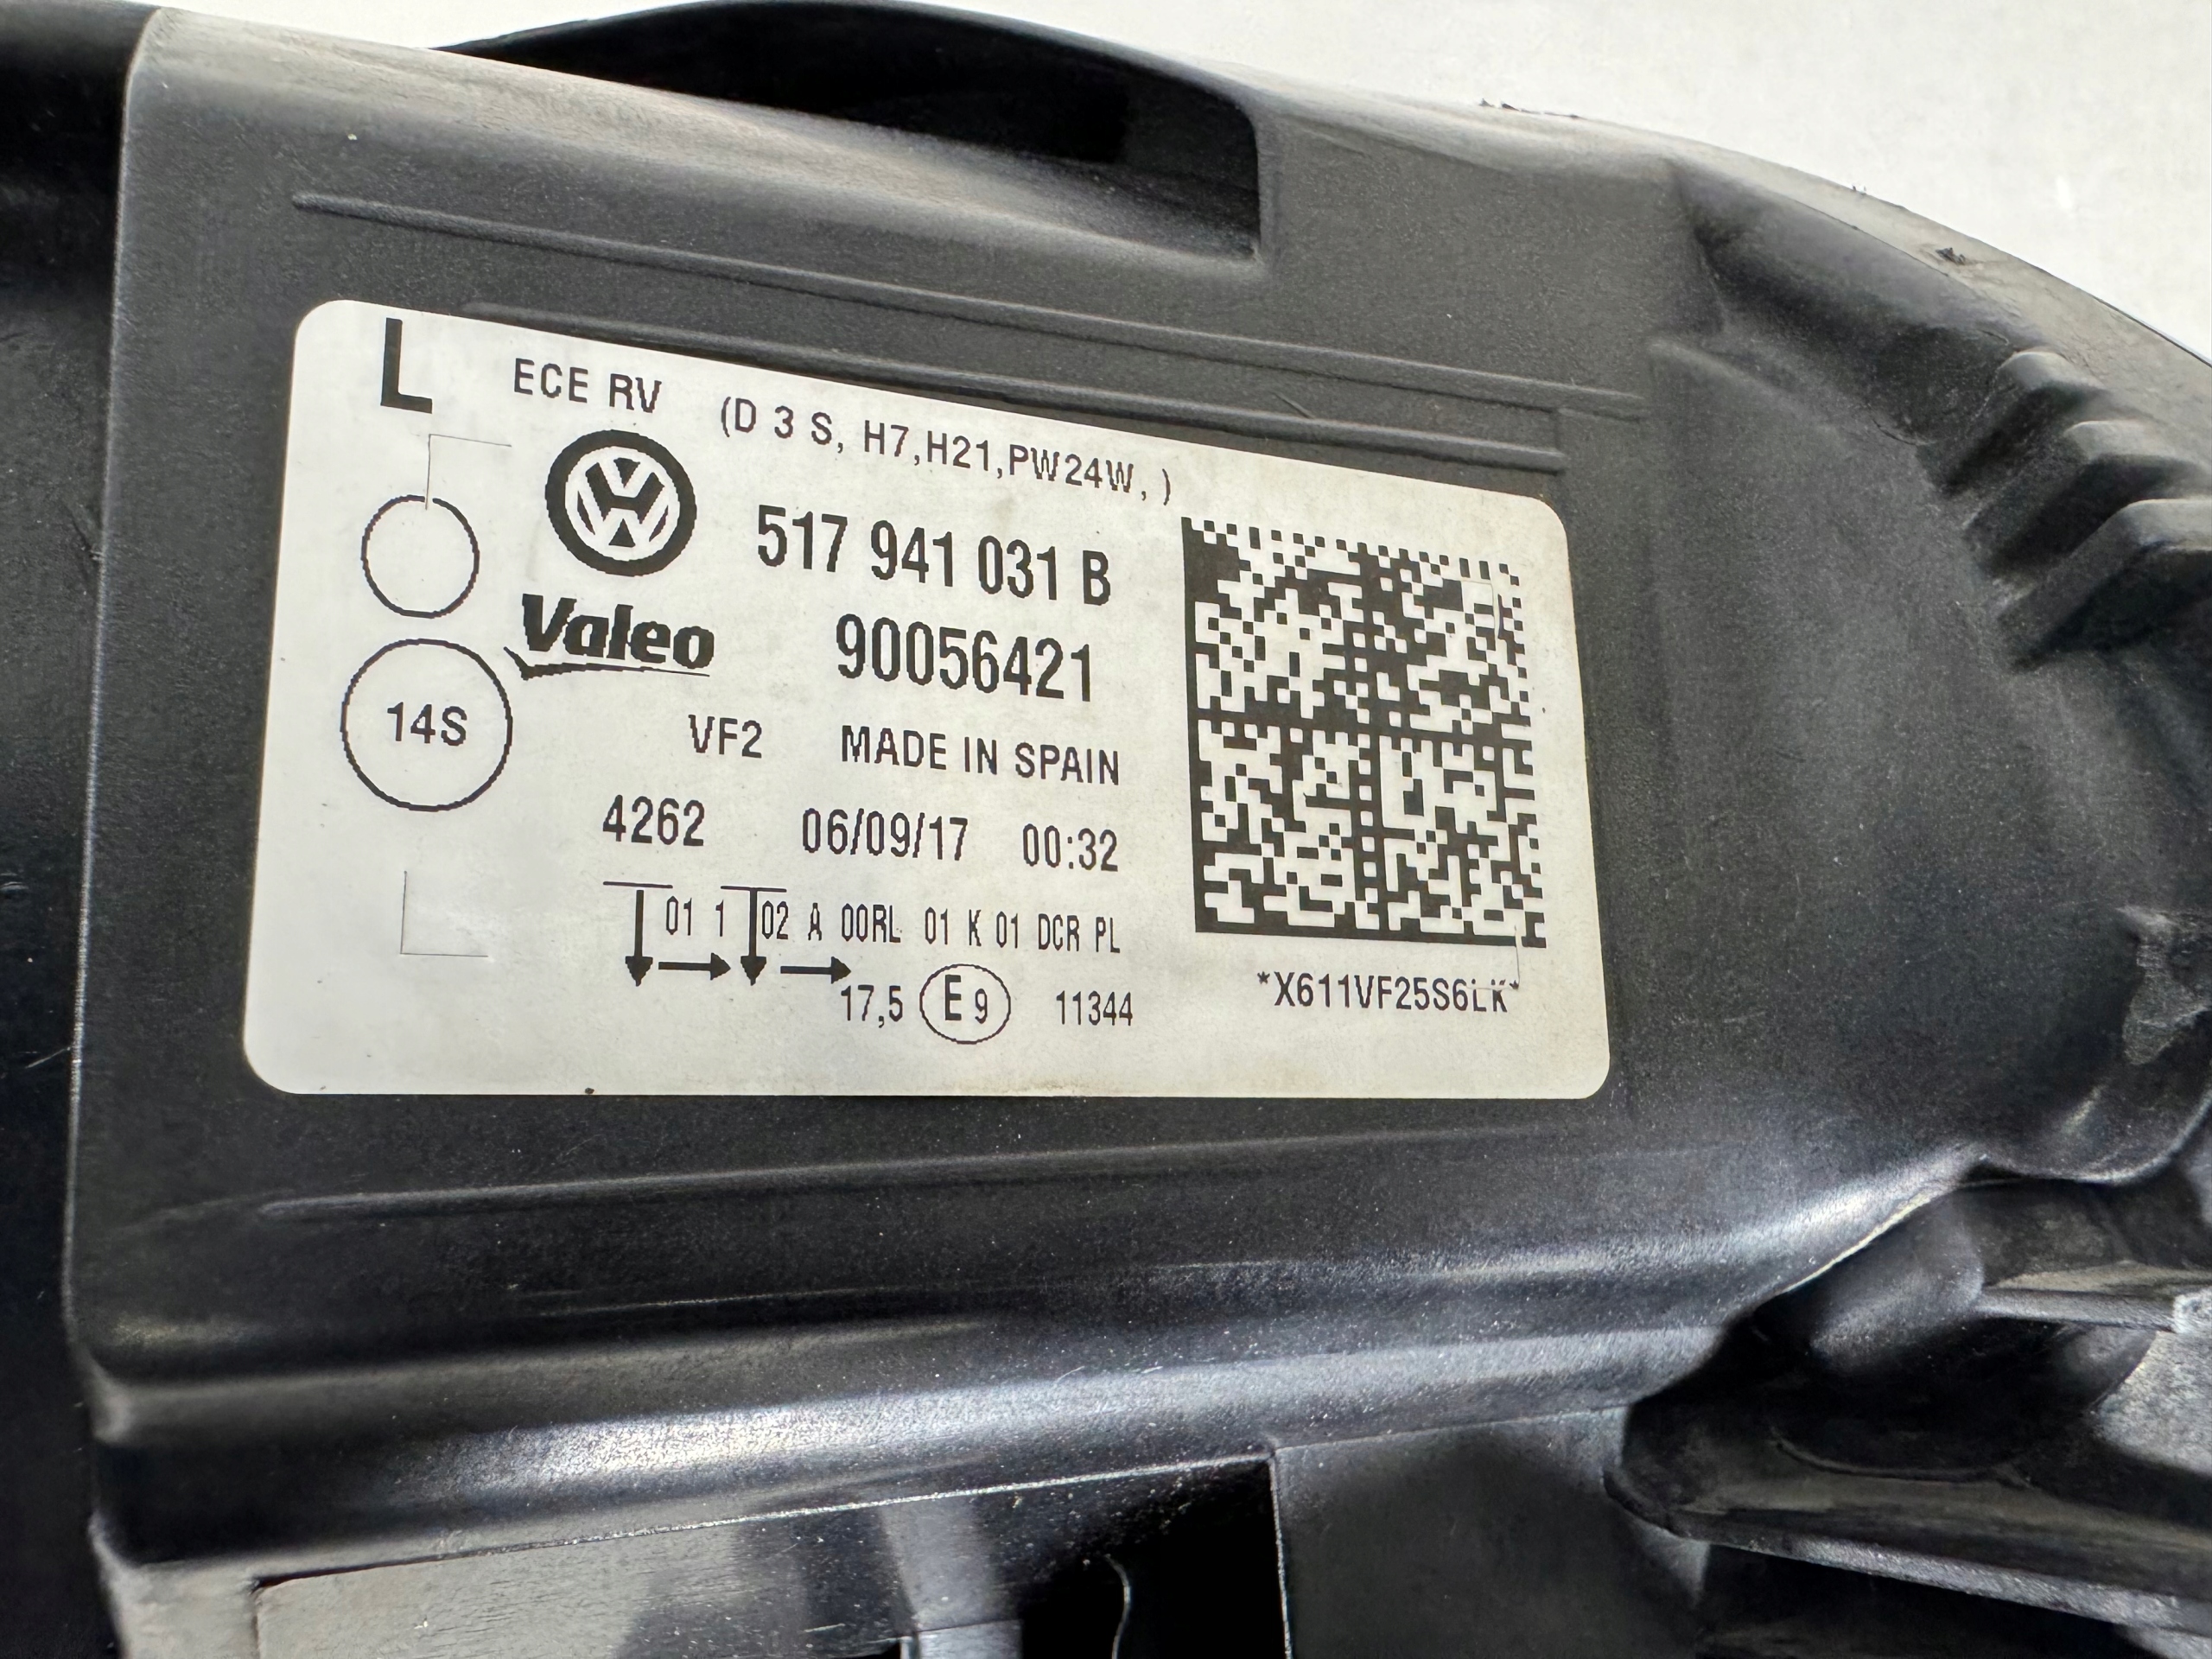 L ECE RV (D 3 S, H7,H21,PW24W, )
517 941 031 B
Valeo 90056421
14S
VF2 MADE IN SPAIN
4262 06/09/17 00:32
01 1 02 A 00RL 01 K 01 DCR PL
17,5 E 9 11344
*X611VF25S6LK*